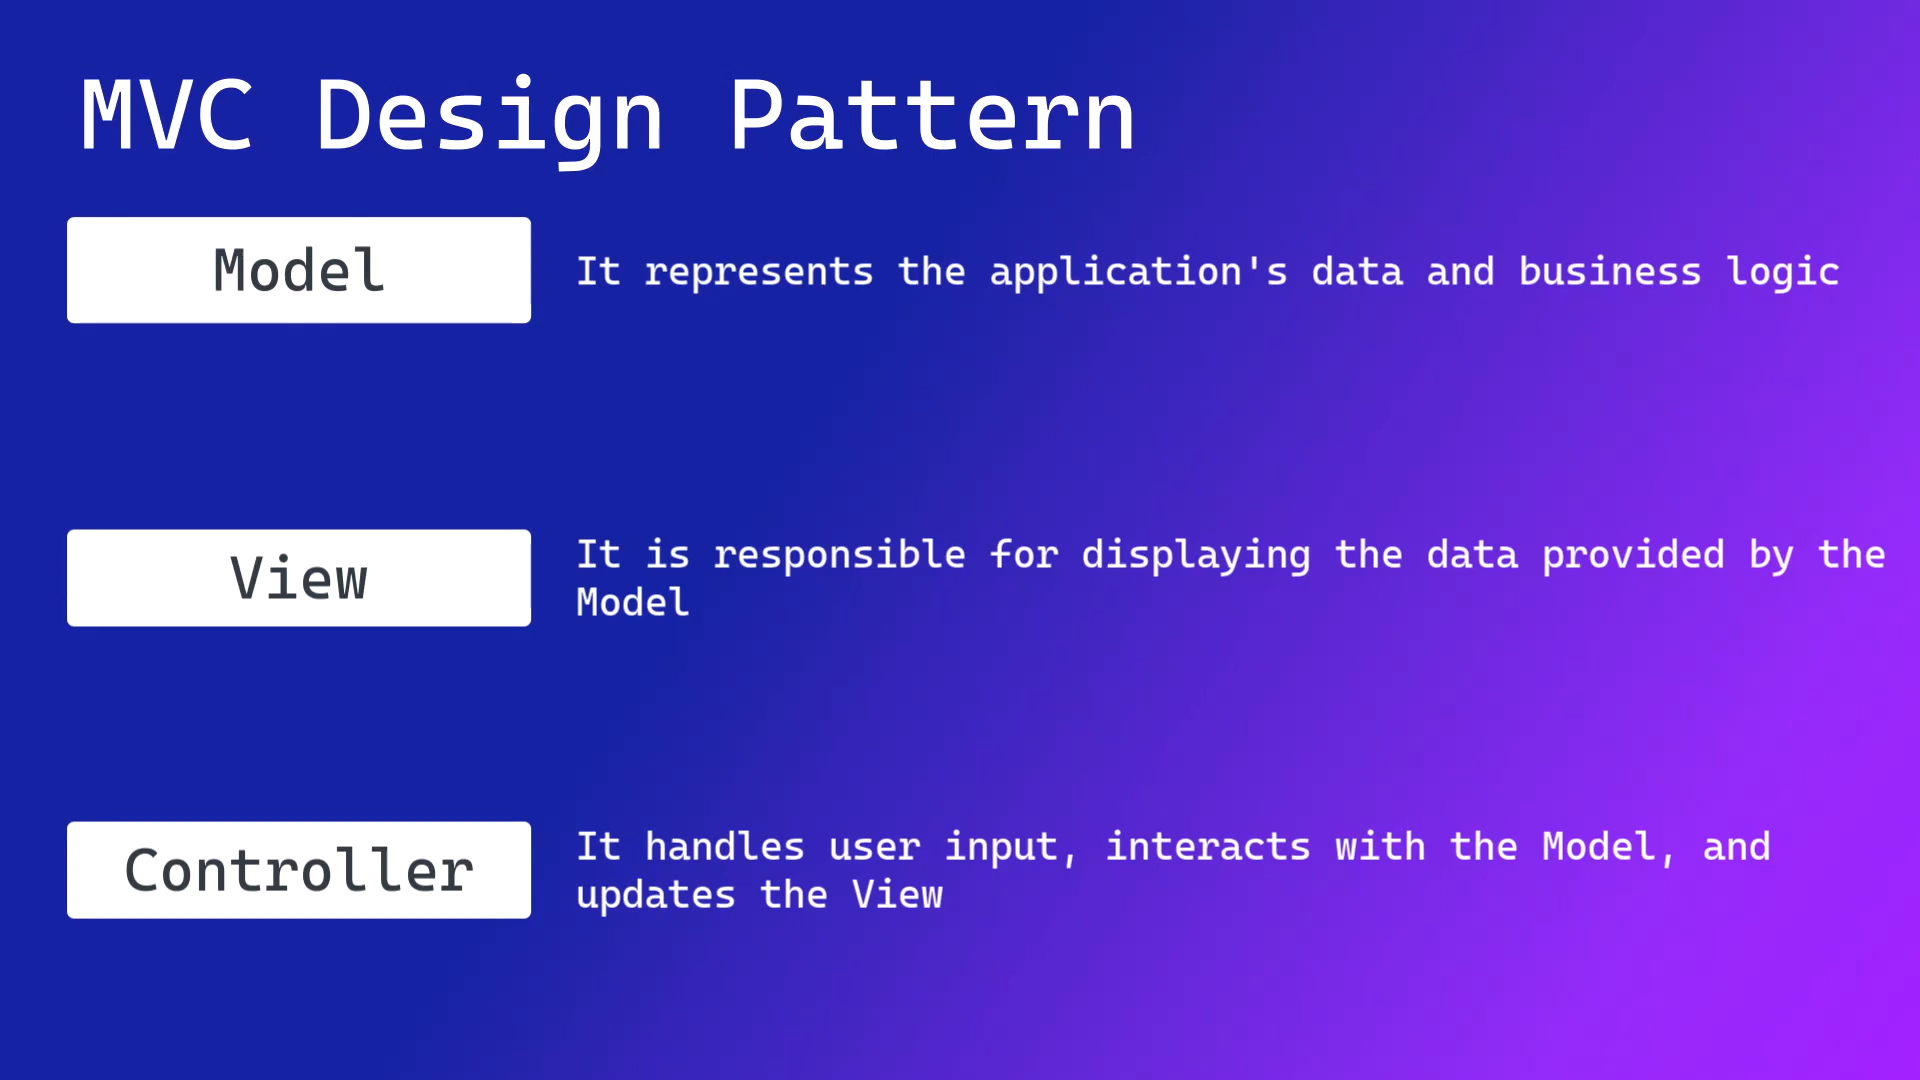 MVC Design Pattern
Model
It represents the application's data and business logic
View
It is responsible for displaying the data provided by the
Model
Controller
It handles user input, interacts with the Model, and
updates the View